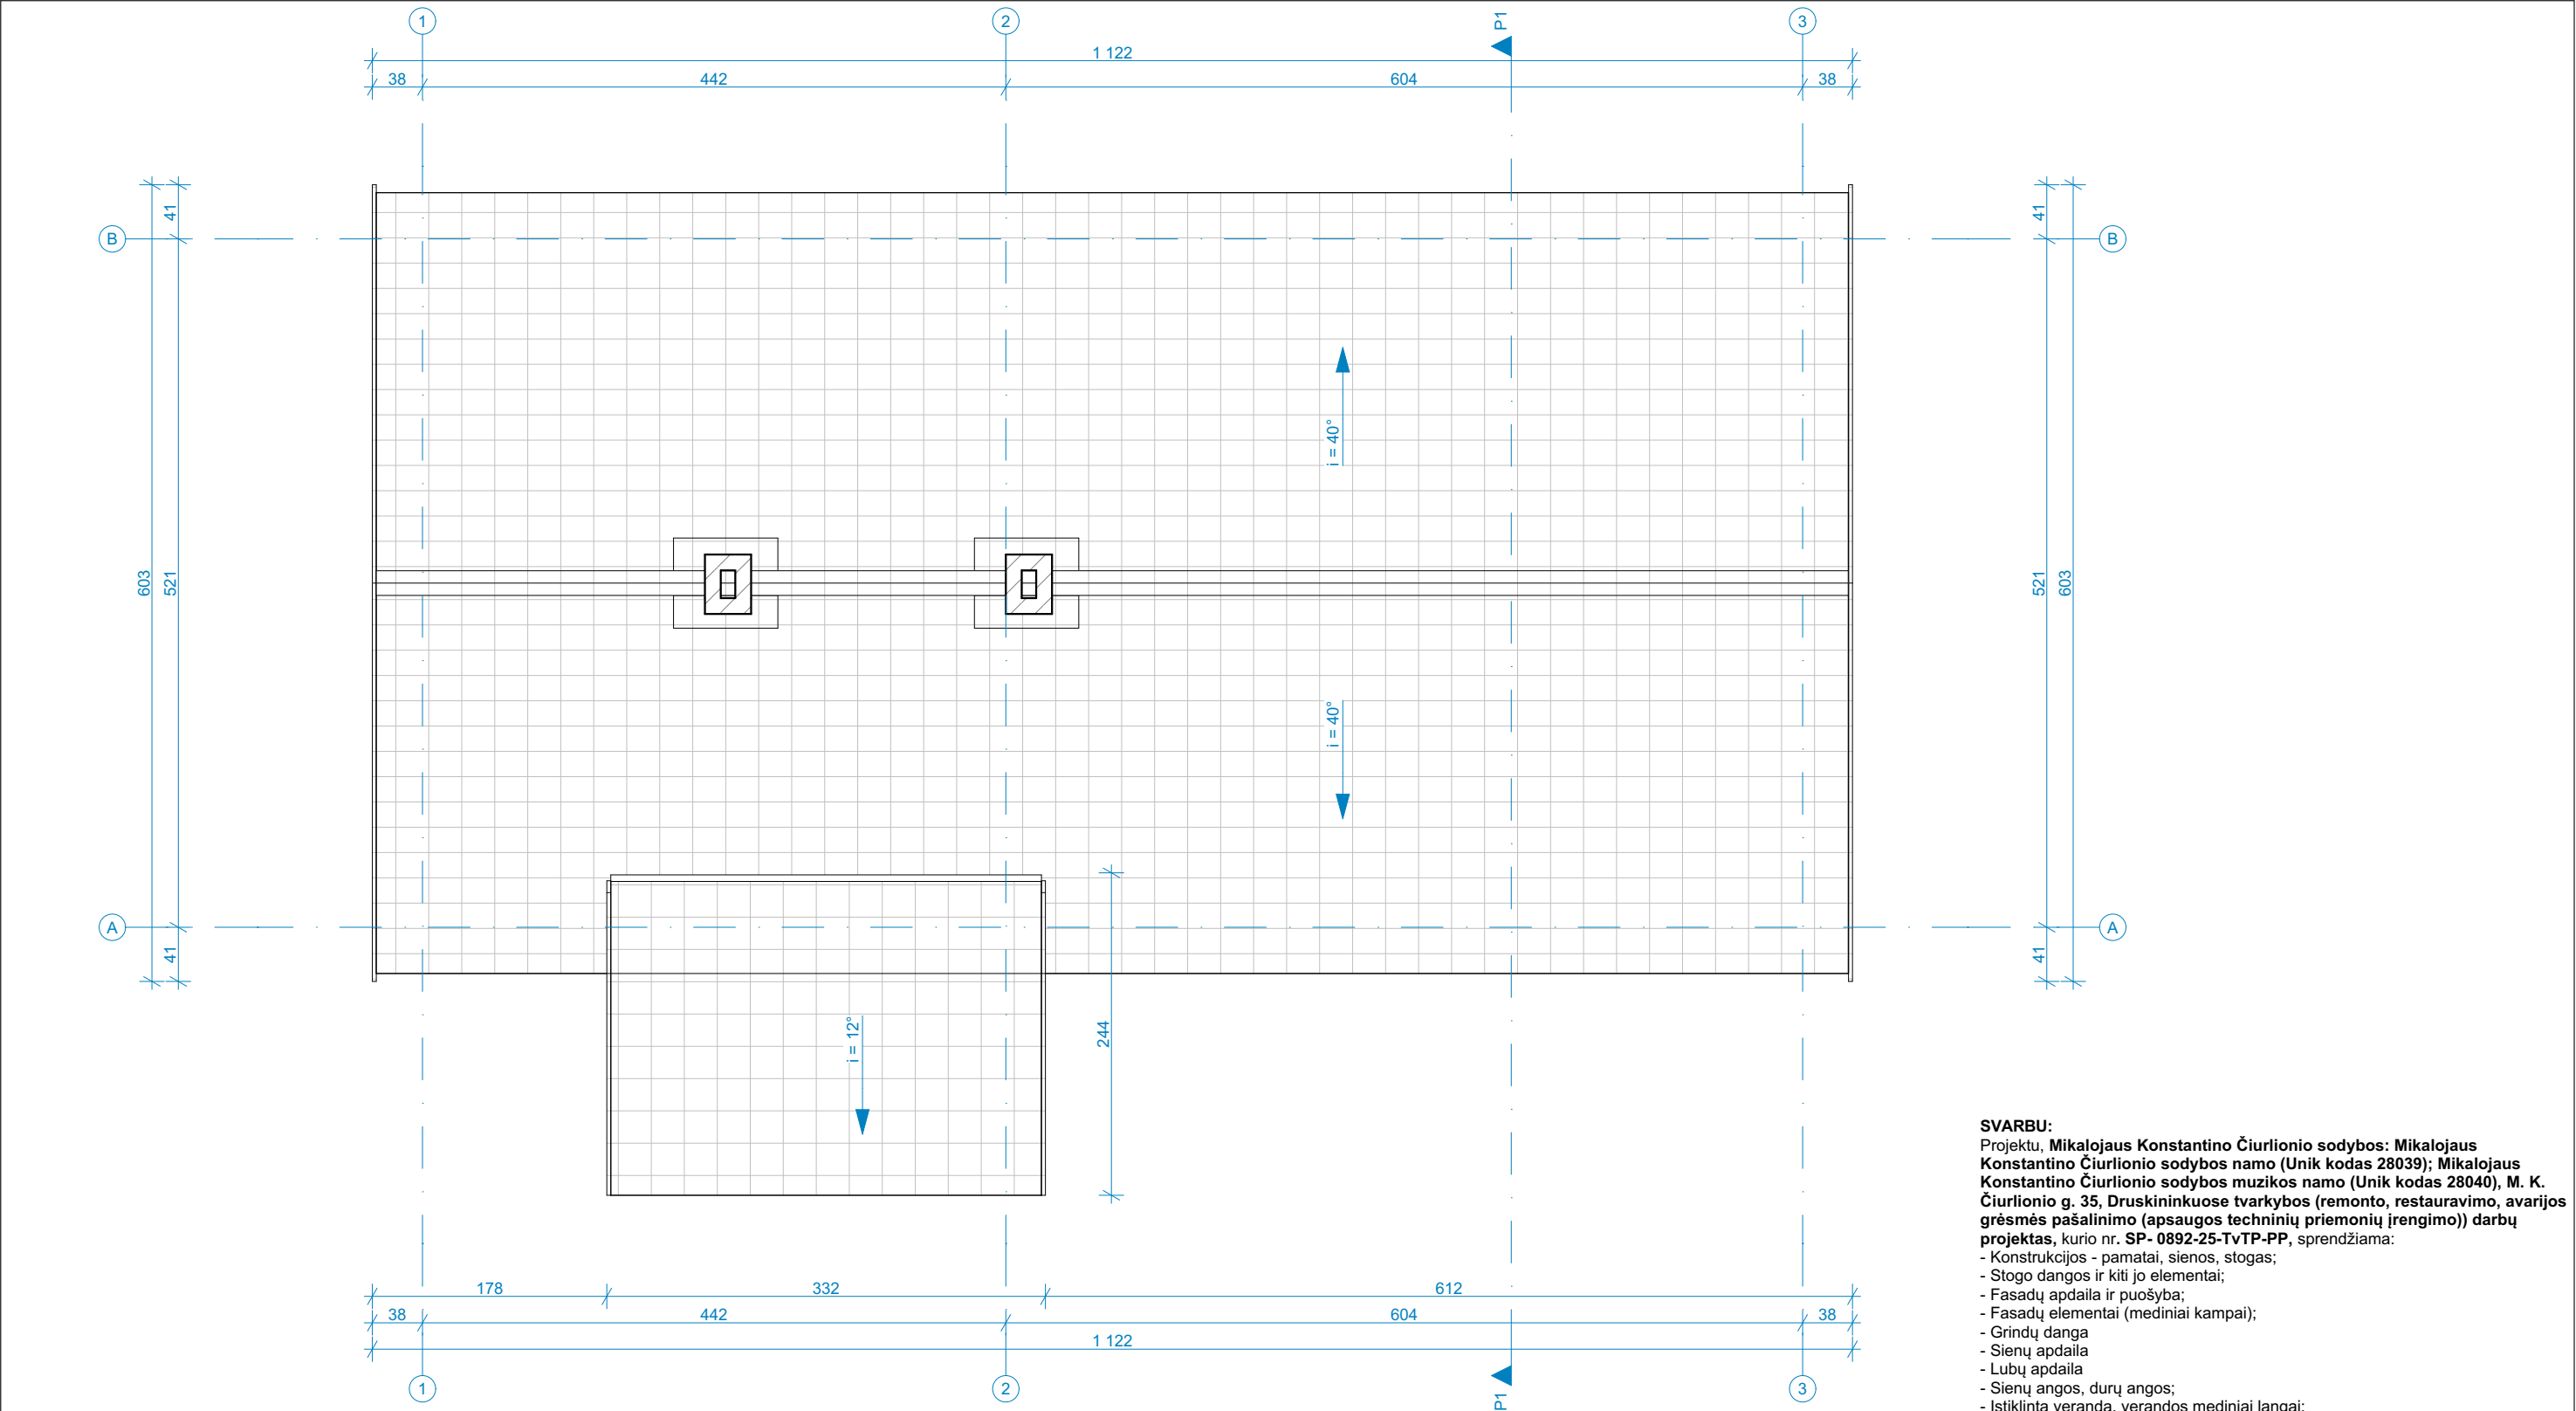 1
2
P1
3
1 122
38
442
604
38
41
41
B
B
i = 40°
603
521
521
603
i = 40°
A
A
41
41
i = 12°
244
SVARBU:
Projektu, Mikalojaus Konstantino Čiurlionio sodybos: Mikalojaus
Konstantino Čiurlionio sodybos namo (Unik kodas 28039); Mikalojaus
Konstantino Čiurlionio sodybos muzikos namo (Unik kodas 28040), M. K.
Čiurlionio g. 35, Druskininkuose tvarkybos (remonto, restauravimo, avarijos
grėsmės pašalinimo (apsaugos techninių priemonių įrengimo)) darbų
projektas, kurio nr. SP- 0892-25-TvTP-PP, sprendžiama:
- Konstrukcijos - pamatai, sienos, stogas;
- Stogo dangos ir kiti jo elementai;
- Fasadų apdaila ir puošyba;
- Fasadų elementai (mediniai kampai);
- Grindų danga
- Sienų apdaila
- Lubų apdaila
- Sienų angos, durų angos;
- Įstiklinta veranda, verandos mediniai langai;
178
332
612
38
442
604
38
1 122
1
2
P1
3